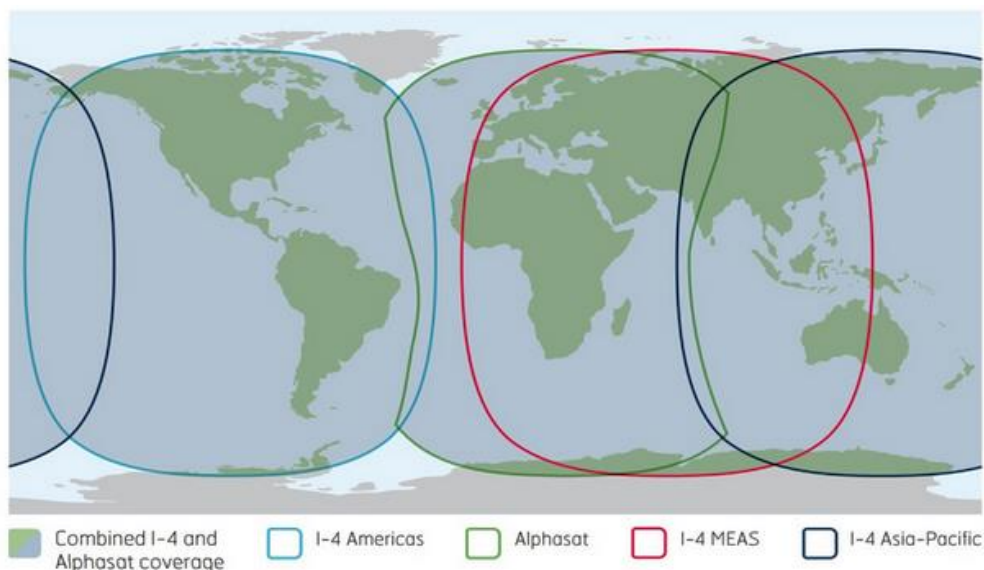 Combined I-4 and
Alphasat coverage
I-4 Americas
Alphasat
I-4 MEAS
I-4 Asia-Pacific